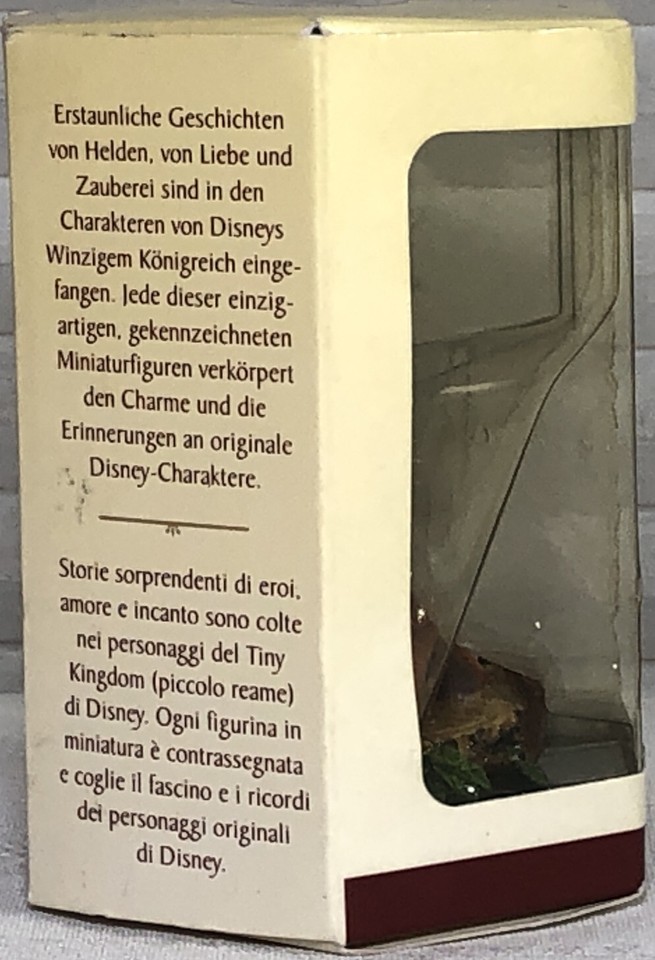 Erstaunliche Geschichten
von Helden, von Liebe und
Zauberei sind in den
Charakteren von Disneys
Winzigem Königreich einge-
fangen. Jede dieser einzig-
artigen, gekennzeichneten
Miniaturfiguren verkörpert
den Charme und die
Erinnerungen an originale
Disney-Charaktere.
Storie sorprendenti di eroi,
amore e incanto sono colte
nei personaggi del Tiny
Kingdom (piccolo reame)
di Disney. Ogni figurina in
miniatura è contrassegnata
e coglie il fascino e i ricordi
dei personaggi originali
di Disney.